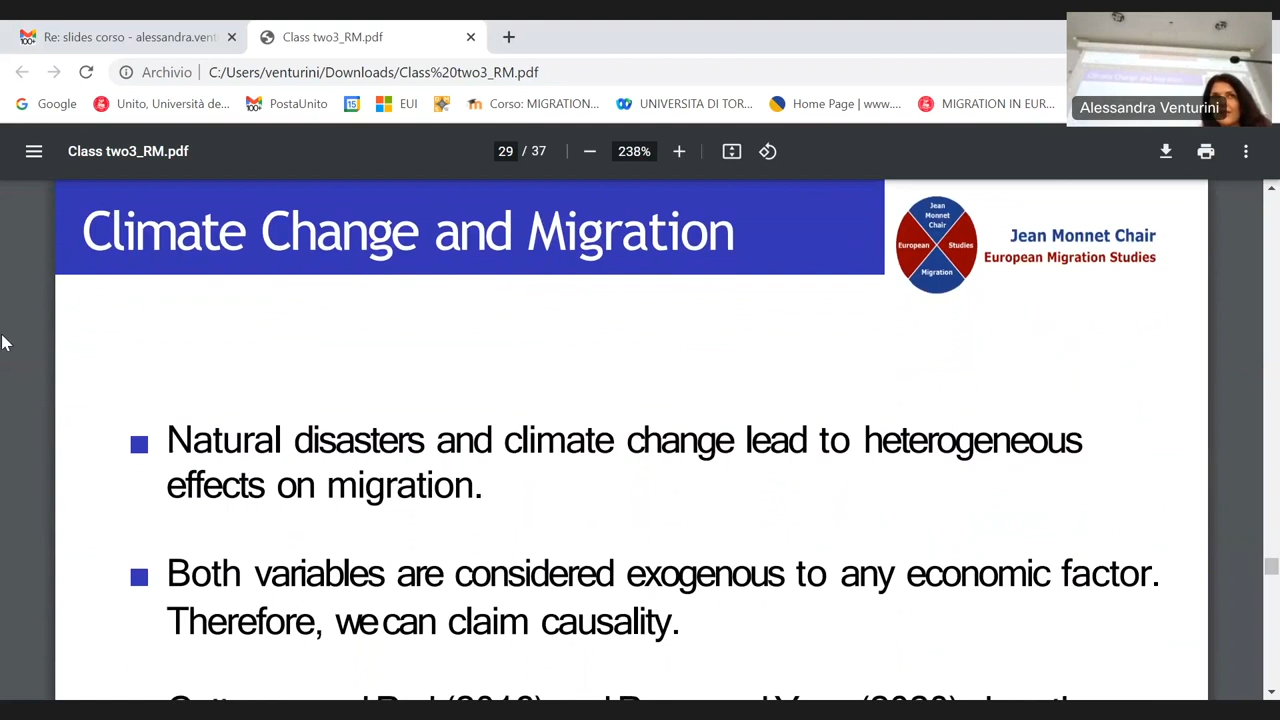 Re: slides corso - alessandra.vent
Class two3_RM.pdf
Archivio
C:/Users/venturini/Downloads/Class%20two3_RM.pdf
Google
Unito, Università de...
PostaUnito
15
EUI
Corso: MIGRATION...
UNIVERSITA DI TOR...
Home Page | www....
MIGRATION IN EUR...
Alessandra Venturini
Class two3_RM.pdf
29 / 37
238%
Climate Change and Migration
Jean
Monnet
Chair
European Studies
Migration
Jean Monnet Chair
European Migration Studies
Natural disasters and climate change lead to heterogeneous
effects on migration.
Both variables are considered exogenous to any economic factor.
Therefore, we can claim causality.